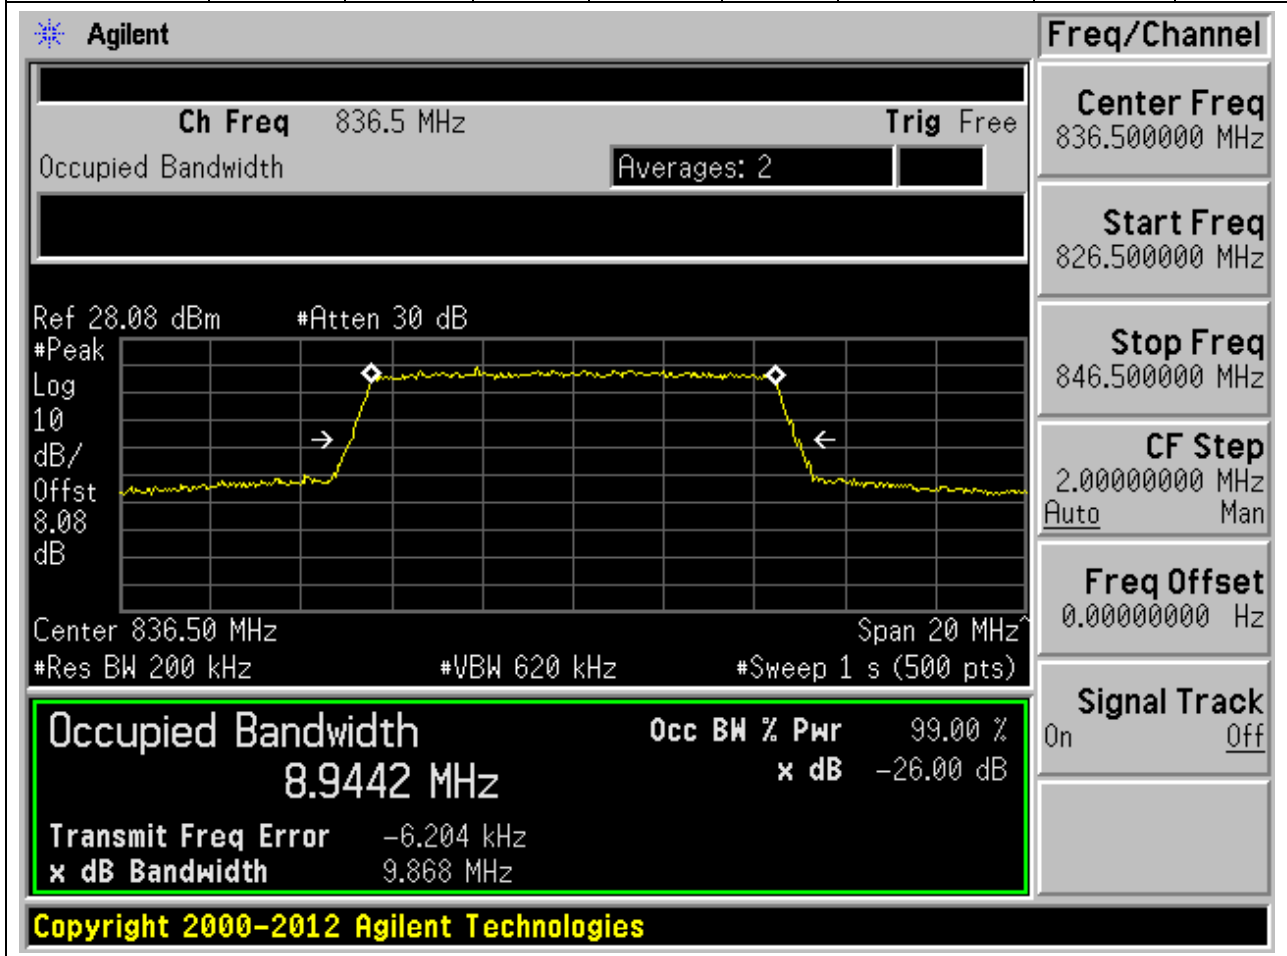 Agilent
Freq/Channel
Ch Freq 836.5 MHz Trig Free
Occupied Bandwidth Averages: 2
Center Freq
836.500000 MHz
Start Freq
826.500000 MHz
Stop Freq
846.500000 MHz
CF Step
2.00000000 MHz
Auto Man
Freq Offset
0.00000000 Hz
Signal Track
On Off
Ref 28.08 dBm #Atten 30 dB
#Peak
Log
10
dB/
Offst
8.08
dB
Center 836.50 MHz Span 20 MHz^
#Res BW 200 kHz #VBW 620 kHz #Sweep 1 s (500 pts)
Occupied Bandwidth
8.9442 MHz
Occ BW % Pwr 99.00 %
x dB -26.00 dB
Transmit Freq Error -6.204 kHz
x dB Bandwidth 9.868 MHz
Copyright 2000-2012 Agilent Technologies